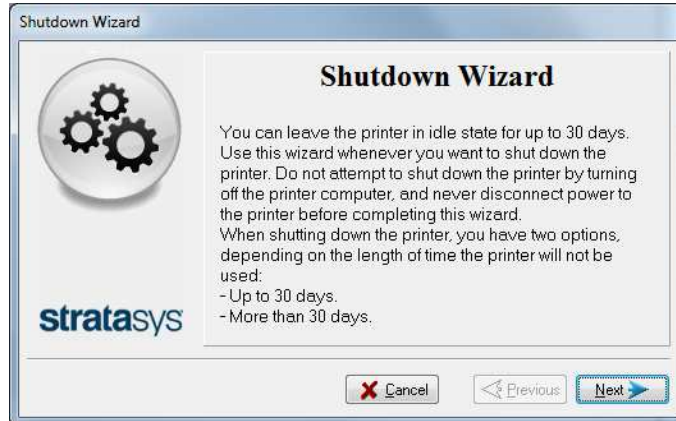 Shutdown Wizard
Shutdown Wizard
You can leave the printer in idle state for up to 30 days.
Use this wizard whenever you want to shut down the
printer. Do not attempt to shut down the printer by turning
off the printer computer, and never disconnect power to
the printer before completing this wizard.
When shutting down the printer, you have two options,
depending on the length of time the printer will not be
used:
- Up to 30 days.
- More than 30 days.
stratasys
Cancel
Previous
Next